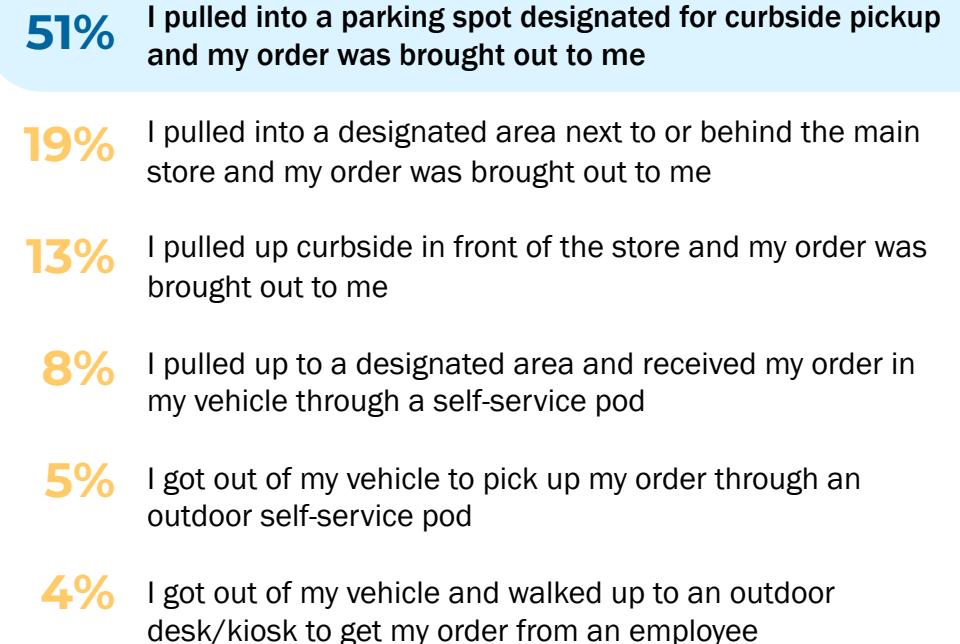 51% I pulled into a parking spot designated for curbside pickup
and my order was brought out to me
19% I pulled into a designated area next to or behind the main
store and my order was brought out to me
13% I pulled up curbside in front of the store and my order was
brought out to me
8% I pulled up to a designated area and received my order in
my vehicle through a self-service pod
5% I got out of my vehicle to pick up my order through an
outdoor self-service pod
4% I got out of my vehicle and walked up to an outdoor
desk/kiosk to get my order from an employee